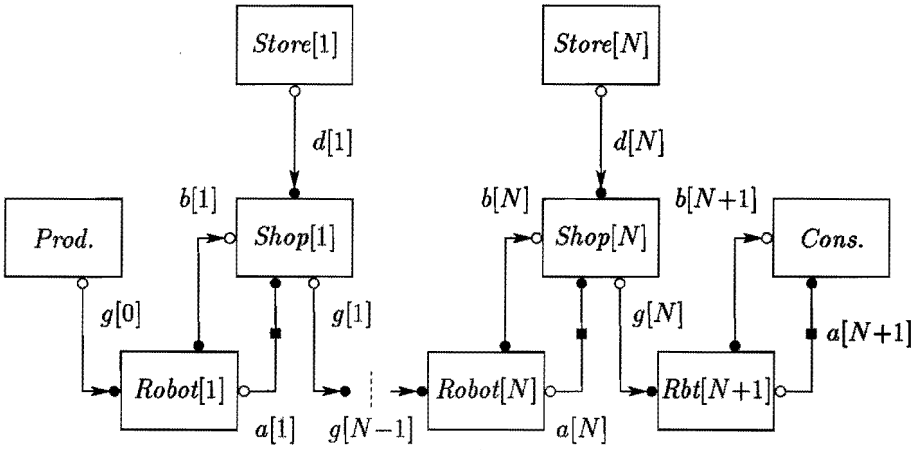 Store[1] Store[N]
d[1] d[N]
b[1] b[N] b[N+1]
Prod. Shop[1] Shop[N] Cons.
g[0] g[1] g[N] a[N+1]
Robot[1] Robot[N] Rbt[N+1]
a[1] g[N−1] a[N]